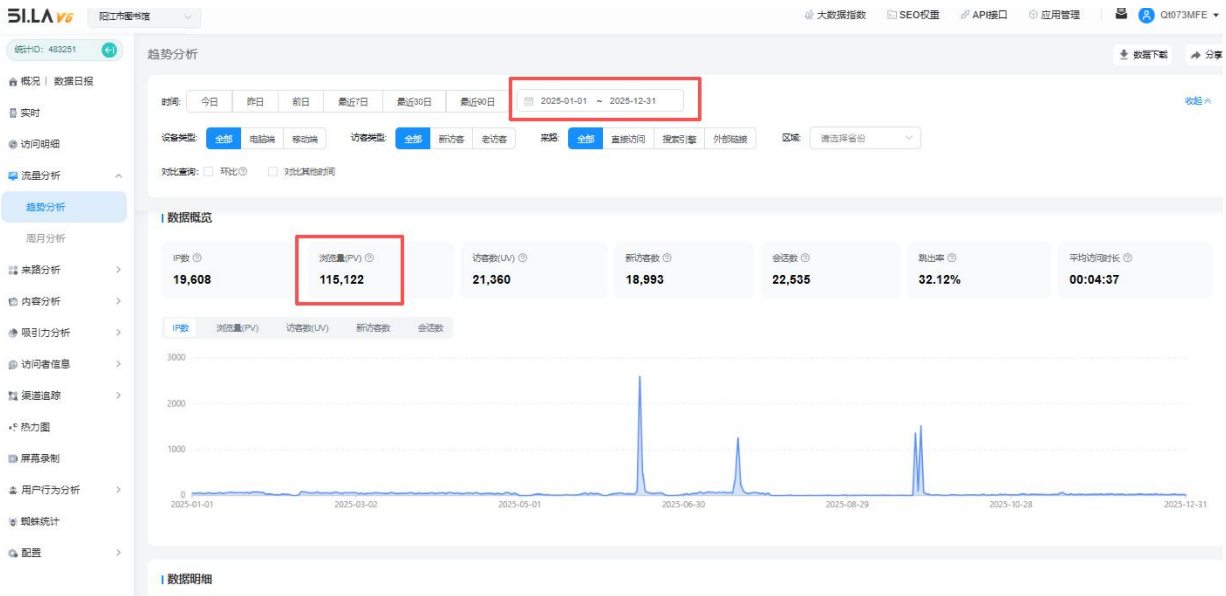 51.LA V6 阳江市图书馆 大数据指数 SEO权重 API接口 应用管理 Qt073MFE
统计ID: 483251
趋势分析 数据下载 分享
概况 | 数据日报
实时
访问明细
流量分析
趋势分析
周月分析
来路分析
内容分析
吸引力分析
访问者信息
渠道追踪
热力图
屏幕录制
用户行为分析
蜘蛛统计
配置
时间: 今日 昨日 前日 最近7日 最近30日 最近90日 2025-01-01 ~ 2025-12-31 收起
设备类型: 全部 电脑端 移动端 访客类型: 全部 新访客 老访客 来路: 全部 直接访问 搜索引擎 外部链接 区域: 请选择省份
对比查询: 环比 对比其他时间
数据概览
IP数 浏览量(PV) 访客数(UV) 新访客数 会话数 跳出率 平均访问时长
19,608 115,122 21,360 18,993 22,535 32.12% 00:04:37
IP数 浏览量(PV) 访客数(UV) 新访客数 会话数
3000
2000
1000
0
2025-01-01 2025-03-02 2025-05-01 2025-06-30 2025-08-29 2025-10-28 2025-12-31
数据明细